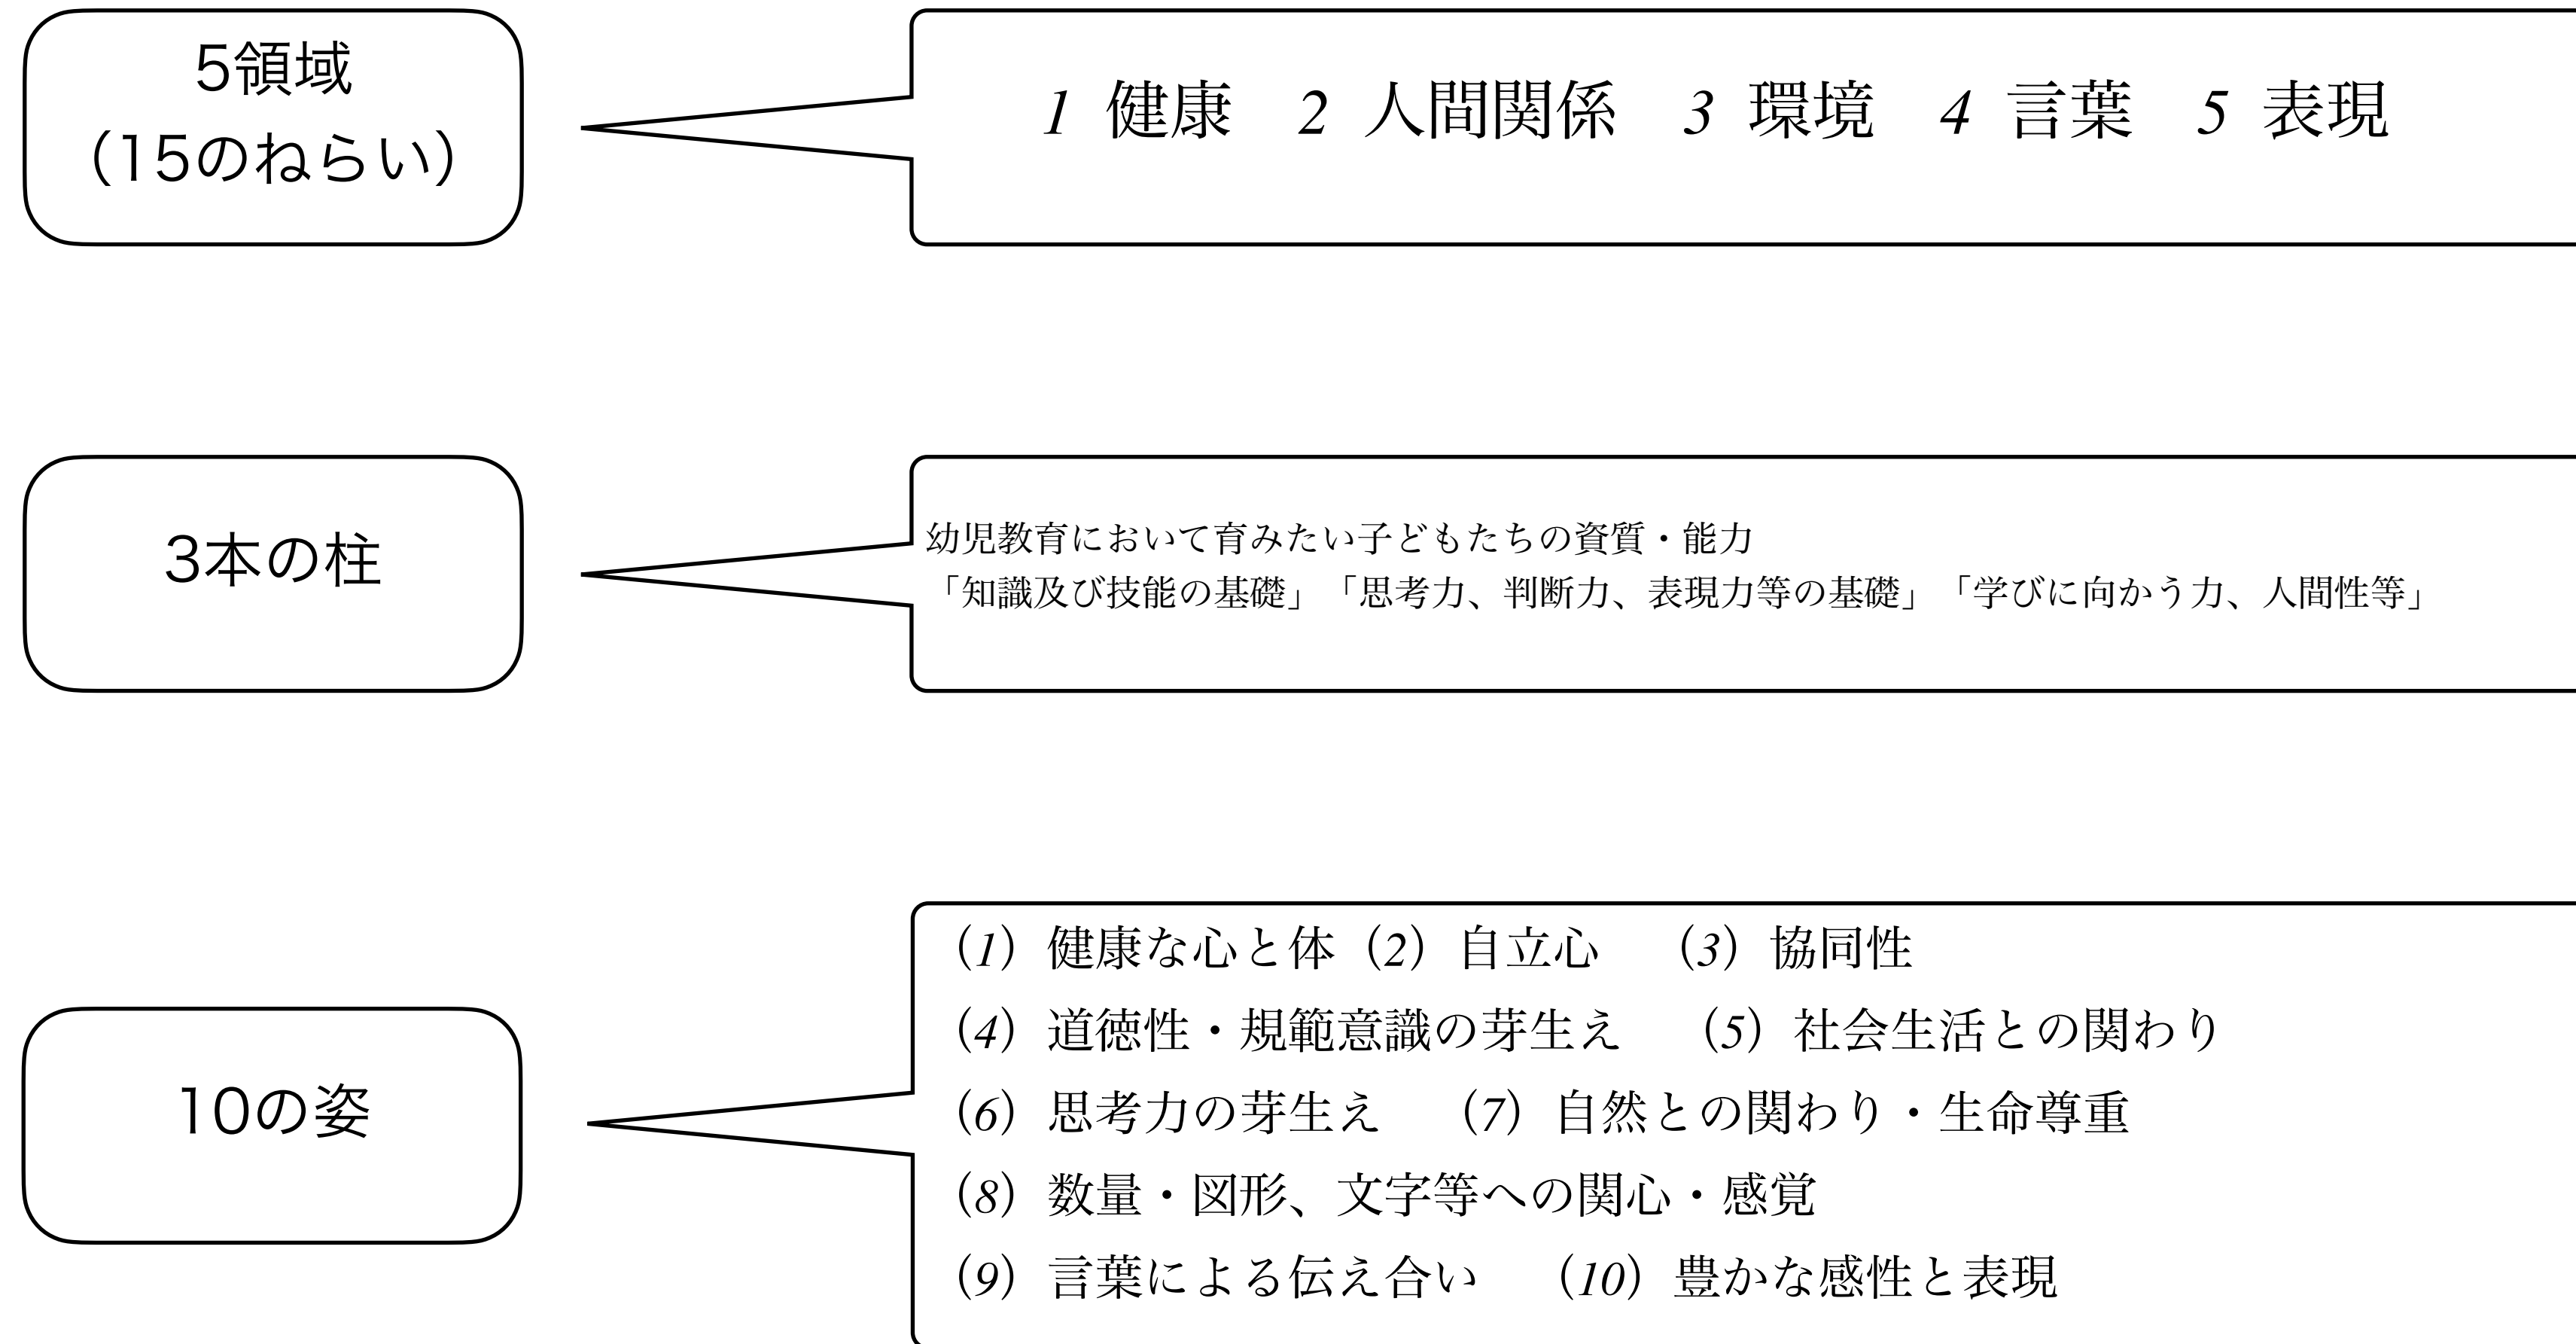 5領域
（15のねらい）
1 健康　2 人間関係　3 環境　4 言葉　5 表現
3本の柱
幼児教育において育みたい子どもたちの資質・能力
「知識及び技能の基礎」「思考力、判断力、表現力等の基礎」「学びに向かう力、人間性等」
10の姿
（1）健康な心と体（2）自立心　（3）協同性
（4）道徳性・規範意識の芽生え　（5）社会生活との関わり
（6）思考力の芽生え　（7）自然との関わり・生命尊重
（8）数量・図形、文字等への関心・感覚
（9）言葉による伝え合い　（10）豊かな感性と表現